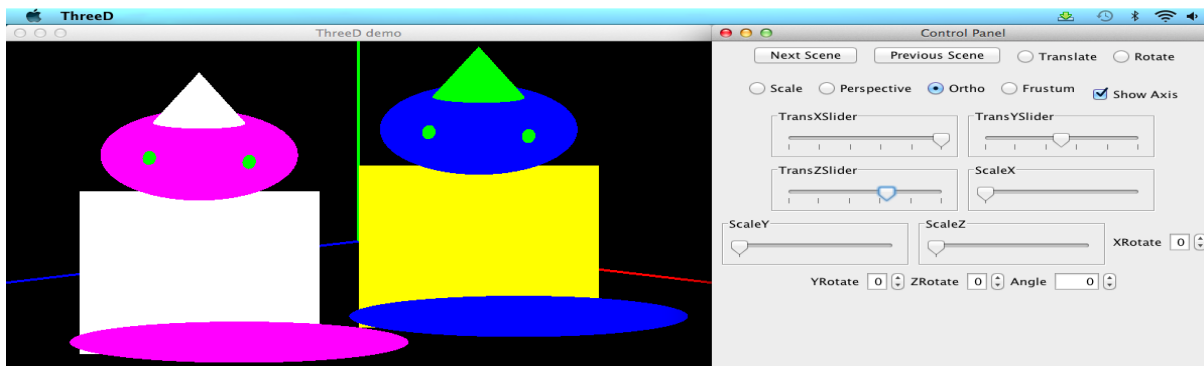 ThreeD
ThreeD demo
Control Panel
Next Scene Previous Scene Translate Rotate
Scale Perspective Ortho Frustum Show Axis
TransXSlider TransYSlider
TransZSlider ScaleX
ScaleY ScaleZ
XRotate 0
YRotate 0 ZRotate 0 Angle 0